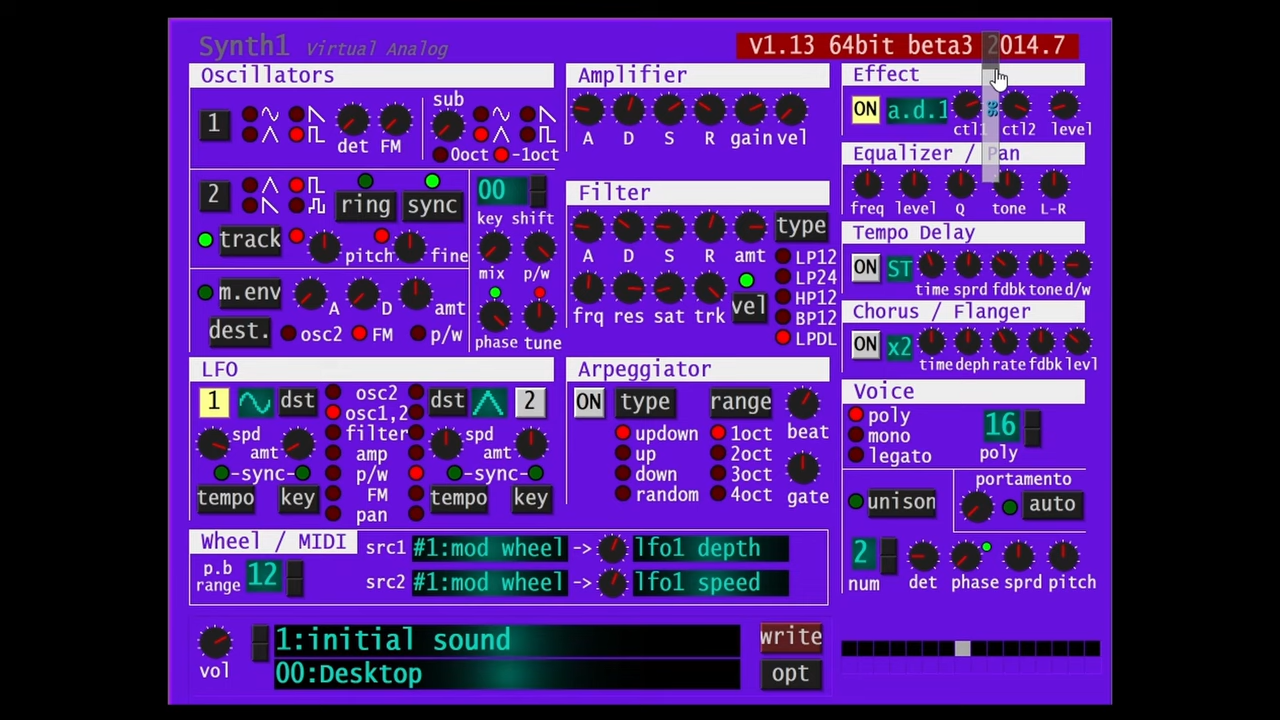 Synth1 Virtual Analog
v1.13 64bit beta3 2014.7
Oscillators
1
det FM
sub
0oct -1oct
2
ring sync
track
pitch fine
m.env
A D amt
dest. osc2 FM p/w
00
key shift
mix p/w
phase tune
Amplifier
A D S R gain vel
Filter
type
A D S R amt
LP12
LP24
HP12
BP12
LPDL
vel
frq res sat trk
Effect
ON a.d.1
ctl1 ctl2 level
Equalizer / Pan
freq level Q tone L-R
Tempo Delay
ON ST
time sprd fdbk tone d/w
Chorus / Flanger
ON x2
time deph rate fdbk levl
LFO
1 dst
osc2
osc1,2
filter
amp
p/w
FM
pan
dst 2
spd
amt
spd
amt
-sync-
-sync-
tempo key
tempo key
Arpeggiator
ON type range
beat
updown
up
down
random
1oct
2oct
3oct
4oct
gate
Voice
poly
mono
legato
16
poly
portamento
unison
auto
2
num det phase sprd pitch
Wheel / MIDI
p.b
range 12
src1 #1:mod wheel -> lfo1 depth
src2 #1:mod wheel -> lfo1 speed
vol
1:initial sound
00:Desktop
write
opt